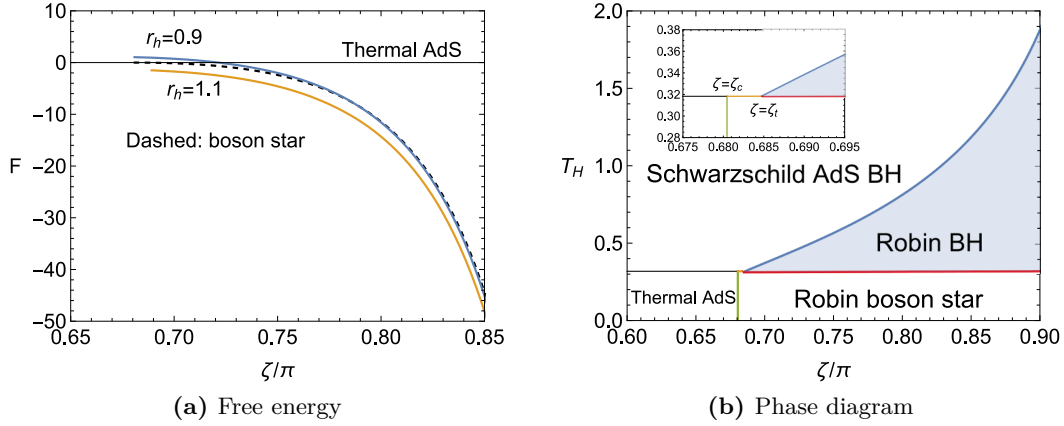 r_h=0.9
Thermal AdS
r_h=1.1
Dashed: boson star
F
0
−10
−20
−30
−40
−50
0.65 0.70 0.75 0.80 0.85
ζ/π
(a) Free energy
T_H
2.0
1.5
1.0
0.5
0.0
0.38
0.36
0.34
0.32
0.30
0.28
ζ=ζ_c
ζ=ζ_t
0.675 0.680 0.685 0.690 0.695
Schwarzschild AdS BH
Robin BH
Thermal AdS
Robin boson star
0.60 0.65 0.70 0.75 0.80 0.85 0.90
ζ/π
(b) Phase diagram